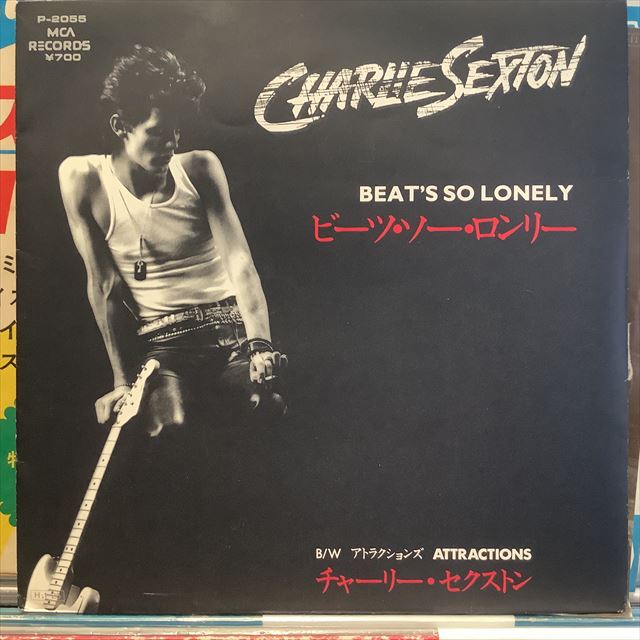 P-2055
MCA
RECORDS
¥700
CHARLIE SEXTON
BEAT'S SO LONELY
ビーツ・ソー・ロンリー
B/W アトラクションズ ATTRACTIONS
チャーリー・セクストン